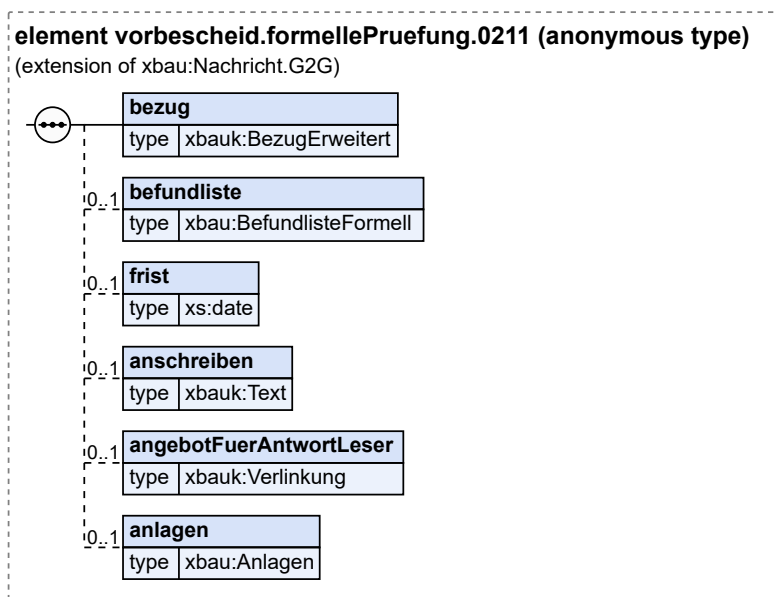 element vorbescheid.formellePruefung.0211 (anonymous type)
(extension of xbau:Nachricht.G2G)
bezug
type xbauk:BezugErweitert
0..1 befundliste
type xbau:BefundlisteFormell
0..1 frist
type xs:date
0..1 anschreiben
type xbauk:Text
0..1 angebotFuerAntwortLeser
type xbauk:Verlinkung
0..1 anlagen
type xbau:Anlagen